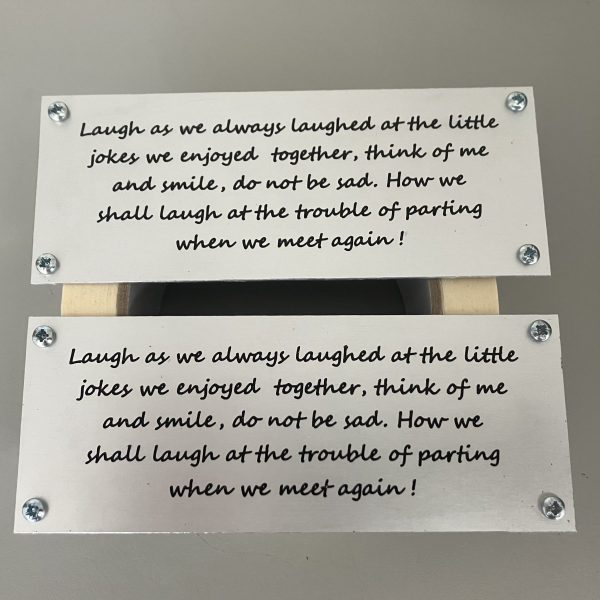 Laugh as we always laughed at the little
jokes we enjoyed together, think of me
and smile, do not be sad. How we
shall laugh at the trouble of parting
when we meet again!
Laugh as we always laughed at the little
jokes we enjoyed together, think of me
and smile, do not be sad. How we
shall laugh at the trouble of parting
when we meet again!